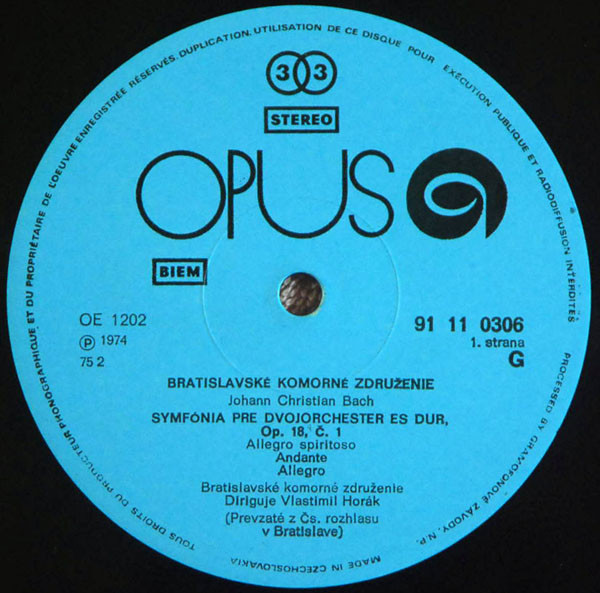 TOUS DROITS DU PRODUCTEUR PHONOGRAPHIQUE ET DU PROPRIÉTAIRE DE L'OEUVRE ENREGISTRÉE RÉSERVÉS. DUPLICATION, UTILISATION DE CE DISQUE POUR EXÉCUTION PUBLIQUE ET RADIODIFFUSION INTERDITES
33
STEREO
OPUS
BIEM
OE 1202
91 11 0306
℗ 1974
1. strana
75 2
G
BRATISLAVSKÉ KOMORNÉ ZDRUŽENIE
Johann Christian Bach
SYMFÓNIA PRE DVOJORCHESTER ES DUR,
Op. 18, Č. 1
Allegro spiritoso
Andante
Allegro
Bratislavské komorné združenie
Diriguje Vlastimil Horák
(Prevzaté z Čs. rozhlasu
v Bratislave)
PROCESSED BY GRAMOFONOVÉ ZÁVODY, N.P.
MADE IN CZECHOSLOVAKIA